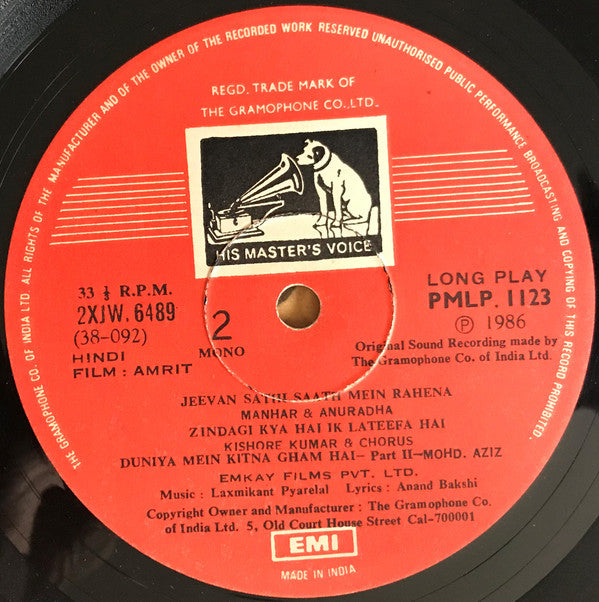 THE GRAMOPHONE CO. OF INDIA LTD. ALL RIGHTS OF THE MANUFACTURER AND OF THE OWNER OF THE RECORDED WORK RESERVED UNAUTHORISED PUBLIC PERFORMANCE BROADCASTING AND COPYING OF THIS RECORD PROHIBITED.
REGD. TRADE MARK OF
THE GRAMOPHONE CO., LTD.
HIS MASTER'S VOICE
33 1/3 R.P.M.
2XJW. 6489
(38-092)
HINDI
FILM : AMRIT
2
MONO
LONG PLAY
PMLP. 1123
Ⓟ 1986
Original Sound Recording made by
The Gramophone Co. of India Ltd.
JEEVAN SATHI SAATH MEIN RAHENA
MANHAR & ANURADHA
ZINDAGI KYA HAI IK LATEEFA HAI
KISHORE KUMAR & CHORUS
DUNIYA MEIN KITNA GHAM HAI– Part II–MOHD. AZIZ
EMKAY FILMS PVT. LTD.
Music : Laxmikant Pyarelal Lyrics : Anand Bakshi
Copyright Owner and Manufacturer : The Gramophone Co.
of India Ltd. 5, Old Court House Street Cal-700001
EMI
MADE IN INDIA